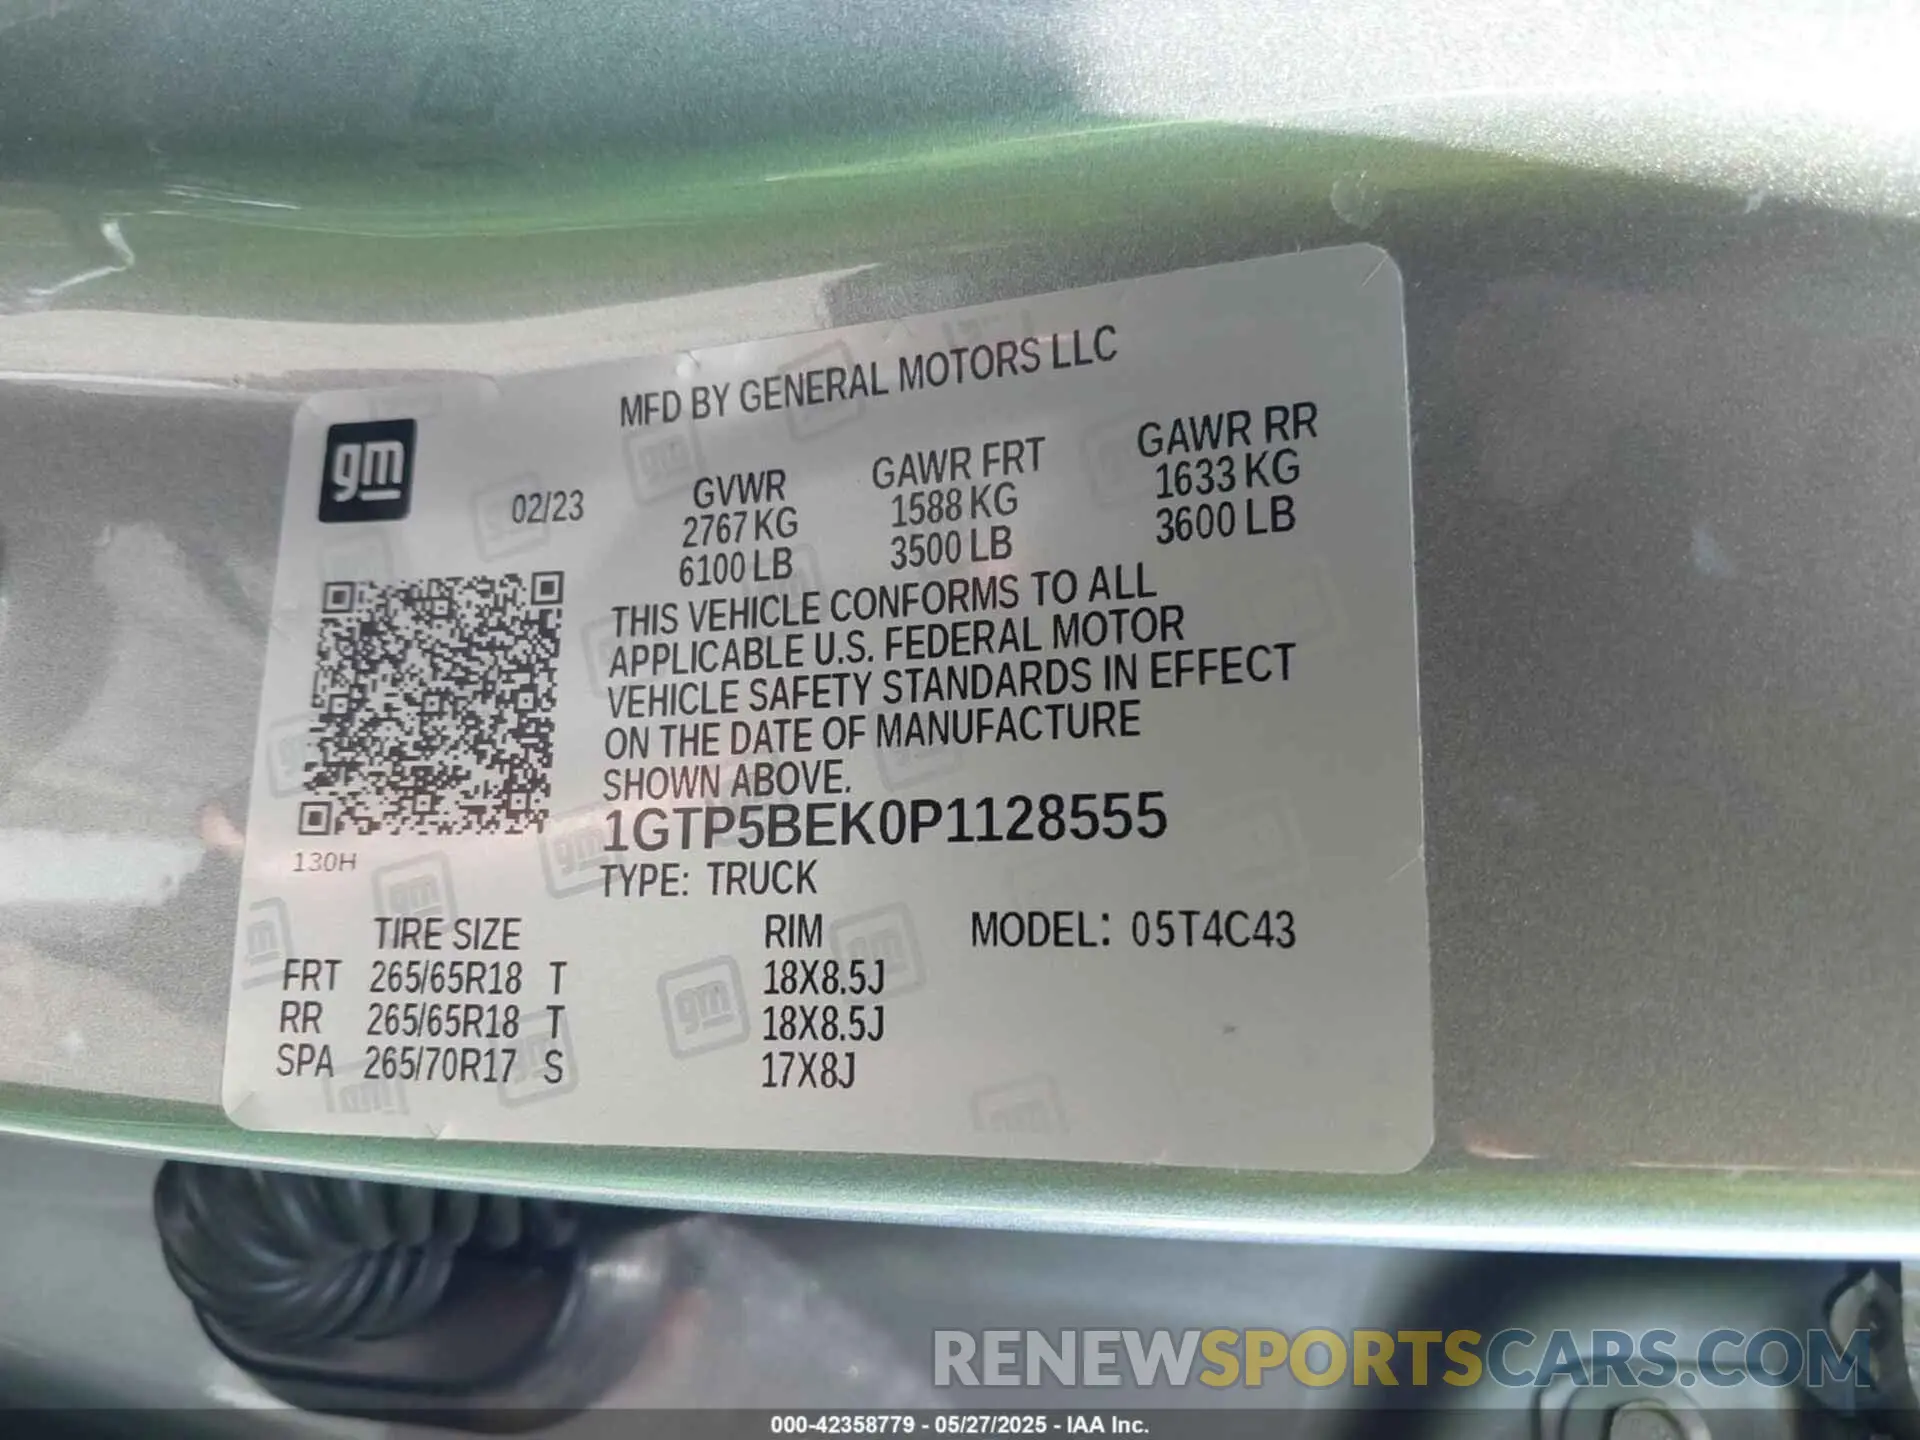 MFD BY GENERAL MOTORS LLC
gm
02/23
GVWR
2767 KG
6100 LB
GAWR FRT
1588 KG
3500 LB
GAWR RR
1633 KG
3600 LB
THIS VEHICLE CONFORMS TO ALL
APPLICABLE U.S. FEDERAL MOTOR
VEHICLE SAFETY STANDARDS IN EFFECT
ON THE DATE OF MANUFACTURE
SHOWN ABOVE.
1GTP5BEK0P1128555
130H
TYPE: TRUCK
TIRE SIZE RIM MODEL: 05T4C43
FRT 265/65R18 T 18X8.5J
RR 265/65R18 T 18X8.5J
SPA 265/70R17 S 17X8J
RENEWSPORTSCARS.COM
000-42358779 - 05/27/2025 - IAA Inc.